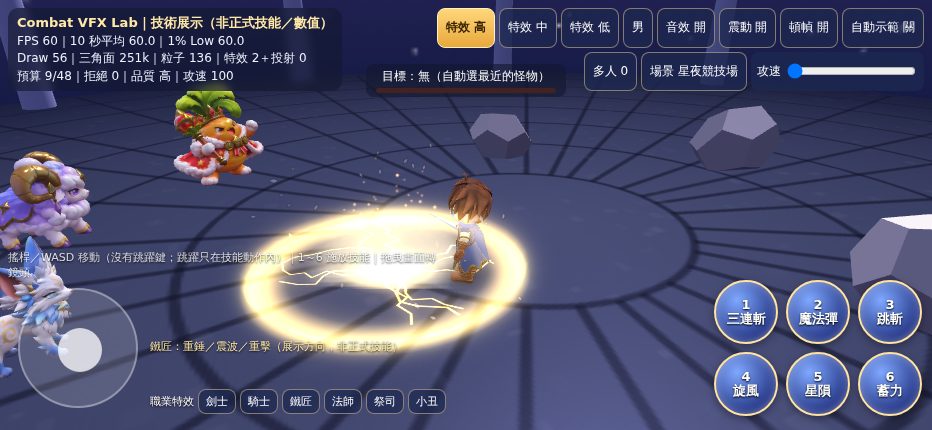 Combat VFX Lab｜技術展示（非正式技能／數值）
FPS 60｜10 秒平均 60.0｜1% Low 60.0
Draw 56｜三角面 251k｜粒子 136｜特效 2＋投射 0
預算 9/48｜拒絕 0｜品質 高｜攻速 100
特效 高
特效 中
特效 低
男
音效 開
震動 開
頓幀 開
自動示範 關
目標：無（自動選最近的怪物）
多人 0
場景 星夜競技場
攻速
搖桿／WASD 移動（沒有跳躍鍵；跳躍只在技能動作內）｜1～6 施放技能｜拖曳畫面轉
鏡頭
鐵匠：重錘／震波／重擊（展示方向，非正式技能）
職業特效
劍士
騎士
鐵匠
法師
祭司
小丑
1
三連斬
2
魔法彈
3
跳斬
4
旋風
5
星隕
6
蓄力